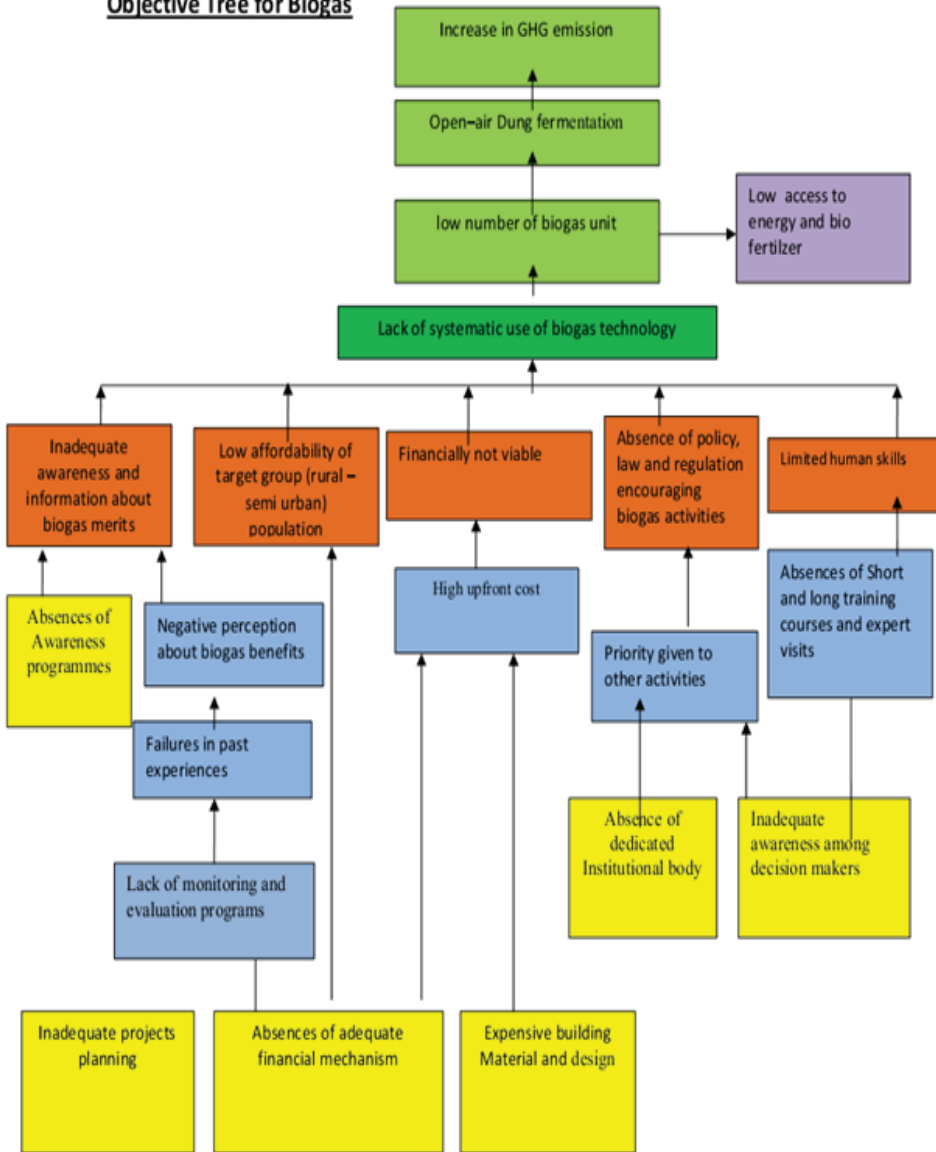 Objective Tree for Biogas
Increase in GHG emission
Open–air Dung fermentation
low number of biogas unit
Low access to
energy and bio
fertilzer
Lack of systematic use of biogas technology
Inadequate
awareness and
information about
biogas merits
Low affordability of
target group (rural –
semi urban)
population
Financially not viable
Absence of policy,
law and regulation
encouraging
biogas activities
Limited human skills
Absences of
Awareness
programmes
Negative perception
about biogas benefits
High upfront cost
Priority given to
other activities
Absences of Short
and long training
courses and expert
visits
Failures in past
experiences
Lack of monitoring and
evaluation programs
Absence of
dedicated
Institutional body
Inadequate
awareness among
decision makers
Inadequate projects
planning
Absences of adequate
financial mechanism
Expensive building
Material and design